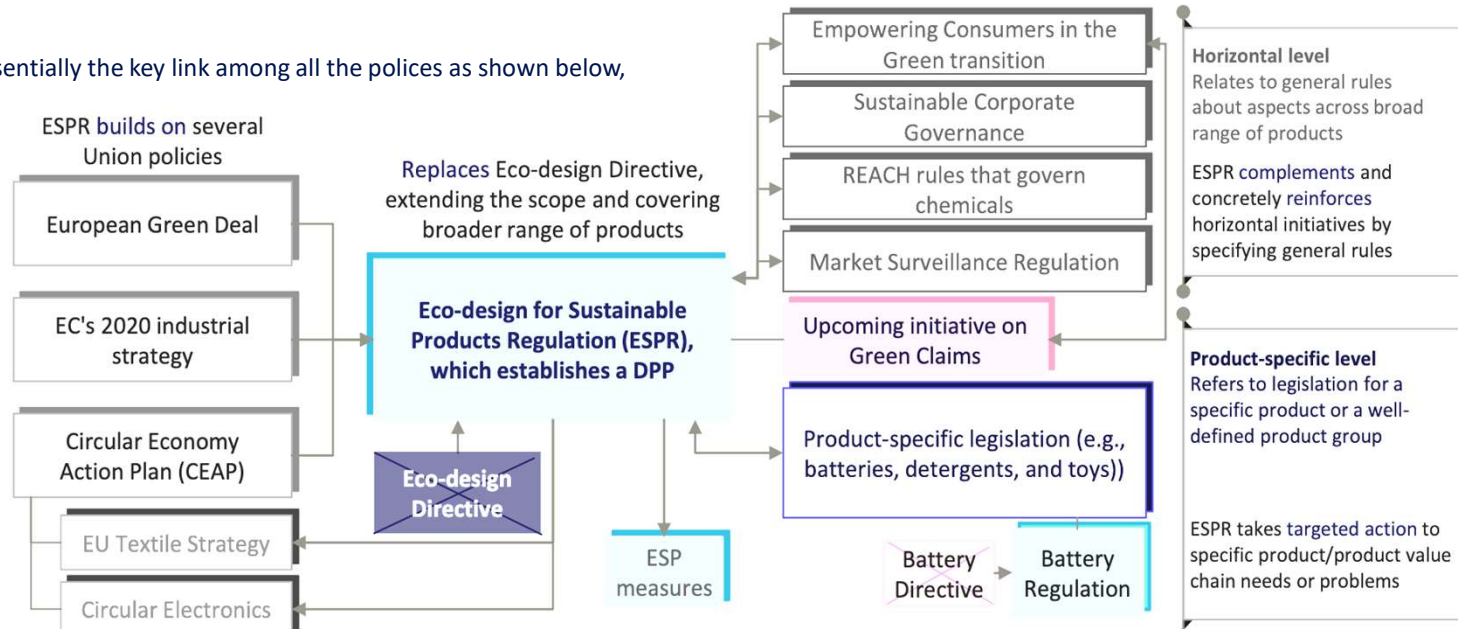 sentially the key link among all the polices as shown below,
ESPR builds on several
Union policies
European Green Deal
EC's 2020 industrial
strategy
Circular Economy
Action Plan (CEAP)
EU Textile Strategy
Circular Electronics
Replaces Eco-design Directive,
extending the scope and covering
broader range of products
Eco-design for Sustainable
Products Regulation (ESPR),
which establishes a DPP
Eco-design
Directive
ESP
measures
Empowering Consumers in the
Green transition
Sustainable Corporate
Governance
REACH rules that govern
chemicals
Market Surveillance Regulation
Upcoming initiative on
Green Claims
Product-specific legislation (e.g.,
batteries, detergents, and toys))
Battery
Directive
Battery
Regulation
Horizontal level
Relates to general rules
about aspects across broad
range of products
ESPR complements and
concretely reinforces
horizontal initiatives by
specifying general rules
Product-specific level
Refers to legislation for a
specific product or a well-
defined product group
ESPR takes targeted action to
specific product/product value
chain needs or problems